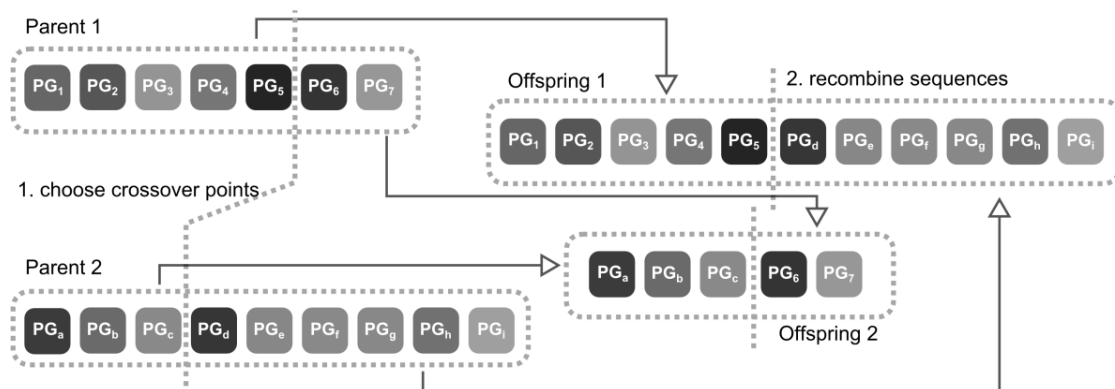 Parent 1
PG1 PG2 PG3 PG4 PG5 PG6 PG7
Offspring 1
2. recombine sequences
PG1 PG2 PG3 PG4 PG5 PGd PGe PGf PGg PGh PGi
1. choose crossover points
Parent 2
PGa PGb PGc PG6 PG7
Offspring 2
PGa PGb PGc PGd PGe PGf PGg PGh PGi